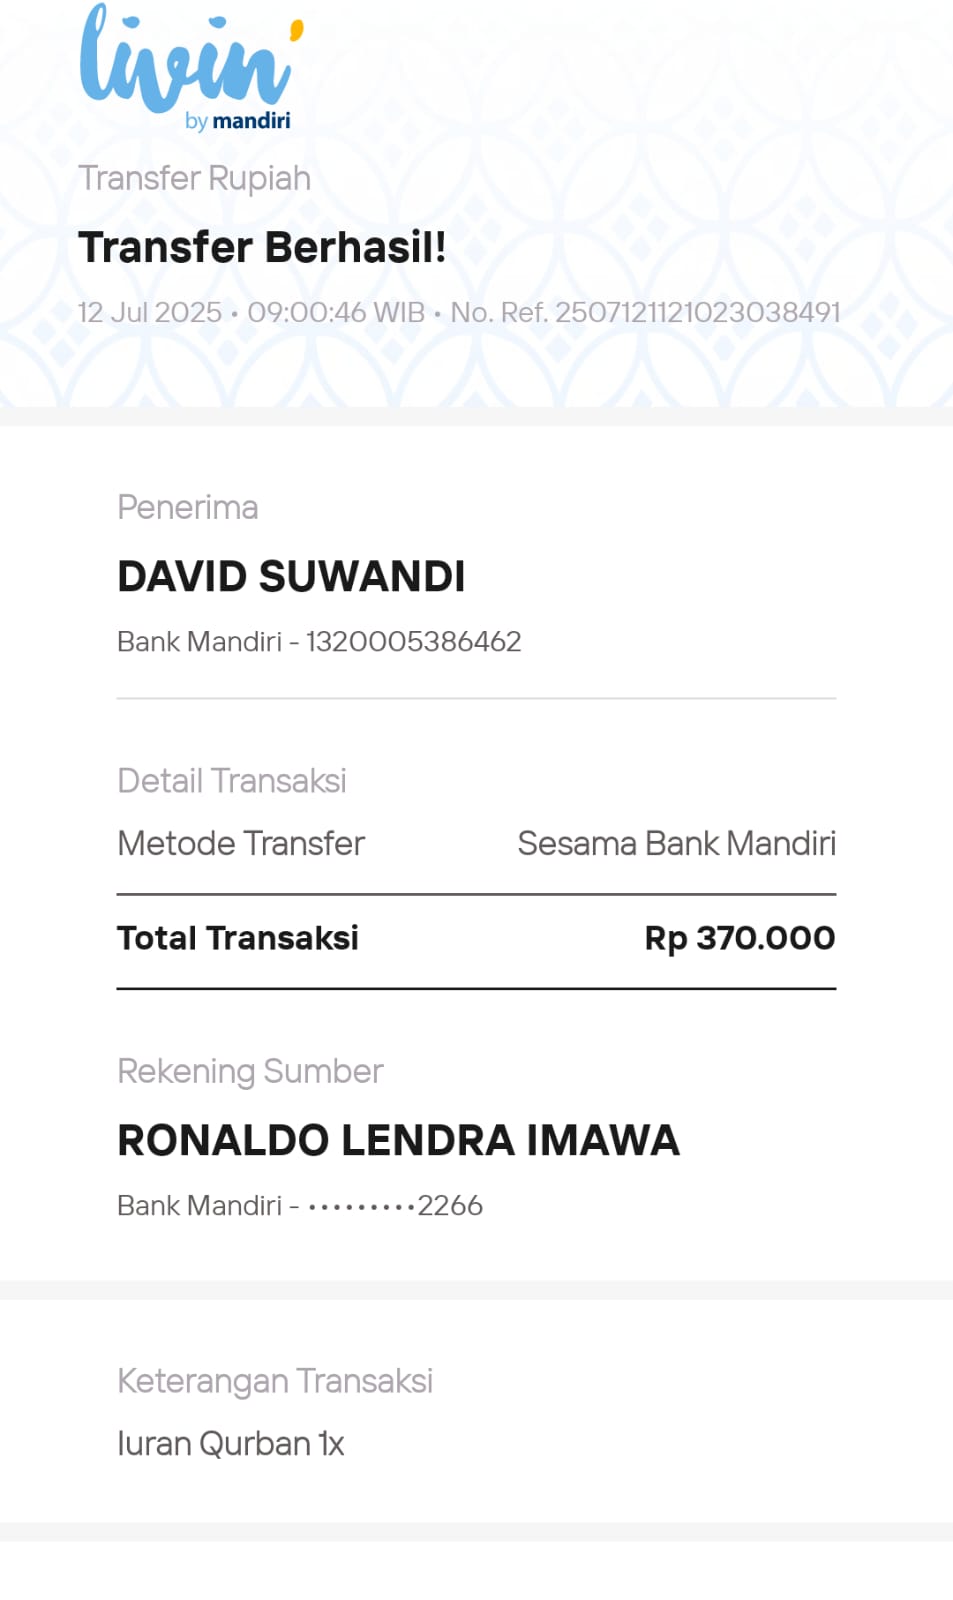 livin'
by mandiri
Transfer Rupiah
Transfer Berhasil!
12 Jul 2025 • 09:00:46 WIB • No. Ref. 2507121121023038491
Penerima
DAVID SUWANDI
Bank Mandiri - 1320005386462
Detail Transaksi
Metode Transfer Sesama Bank Mandiri
Total Transaksi Rp 370.000
Rekening Sumber
RONALDO LENDRA IMAWA
Bank Mandiri - •••••••••2266
Keterangan Transaksi
Iuran Qurban 1x